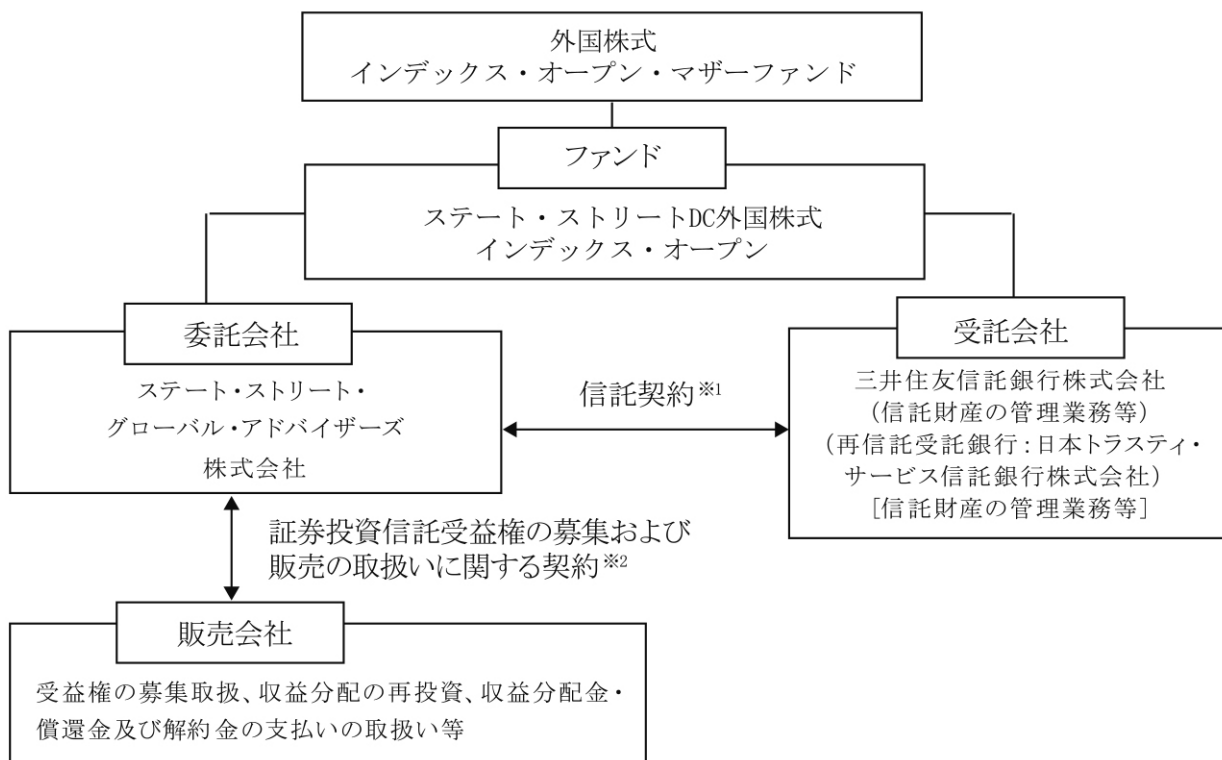 外国株式
インデックス・オープン・マザーファンド
ファンド
ステート・ストリートDC外国株式
インデックス・オープン
委託会社
ステート・ストリート・
グローバル・アドバイザーズ
株式会社
信託契約※1
受託会社
三井住友信託銀行株式会社
(信託財産の管理業務等)
(再信託受託銀行:日本トラスティ・
サービス信託銀行株式会社)
[信託財産の管理業務等]
証券投資信託受益権の募集および
販売の取扱いに関する契約※2
販売会社
受益権の募集取扱、収益分配の再投資、収益分配金・
償還金及び解約金の支払いの取扱い等